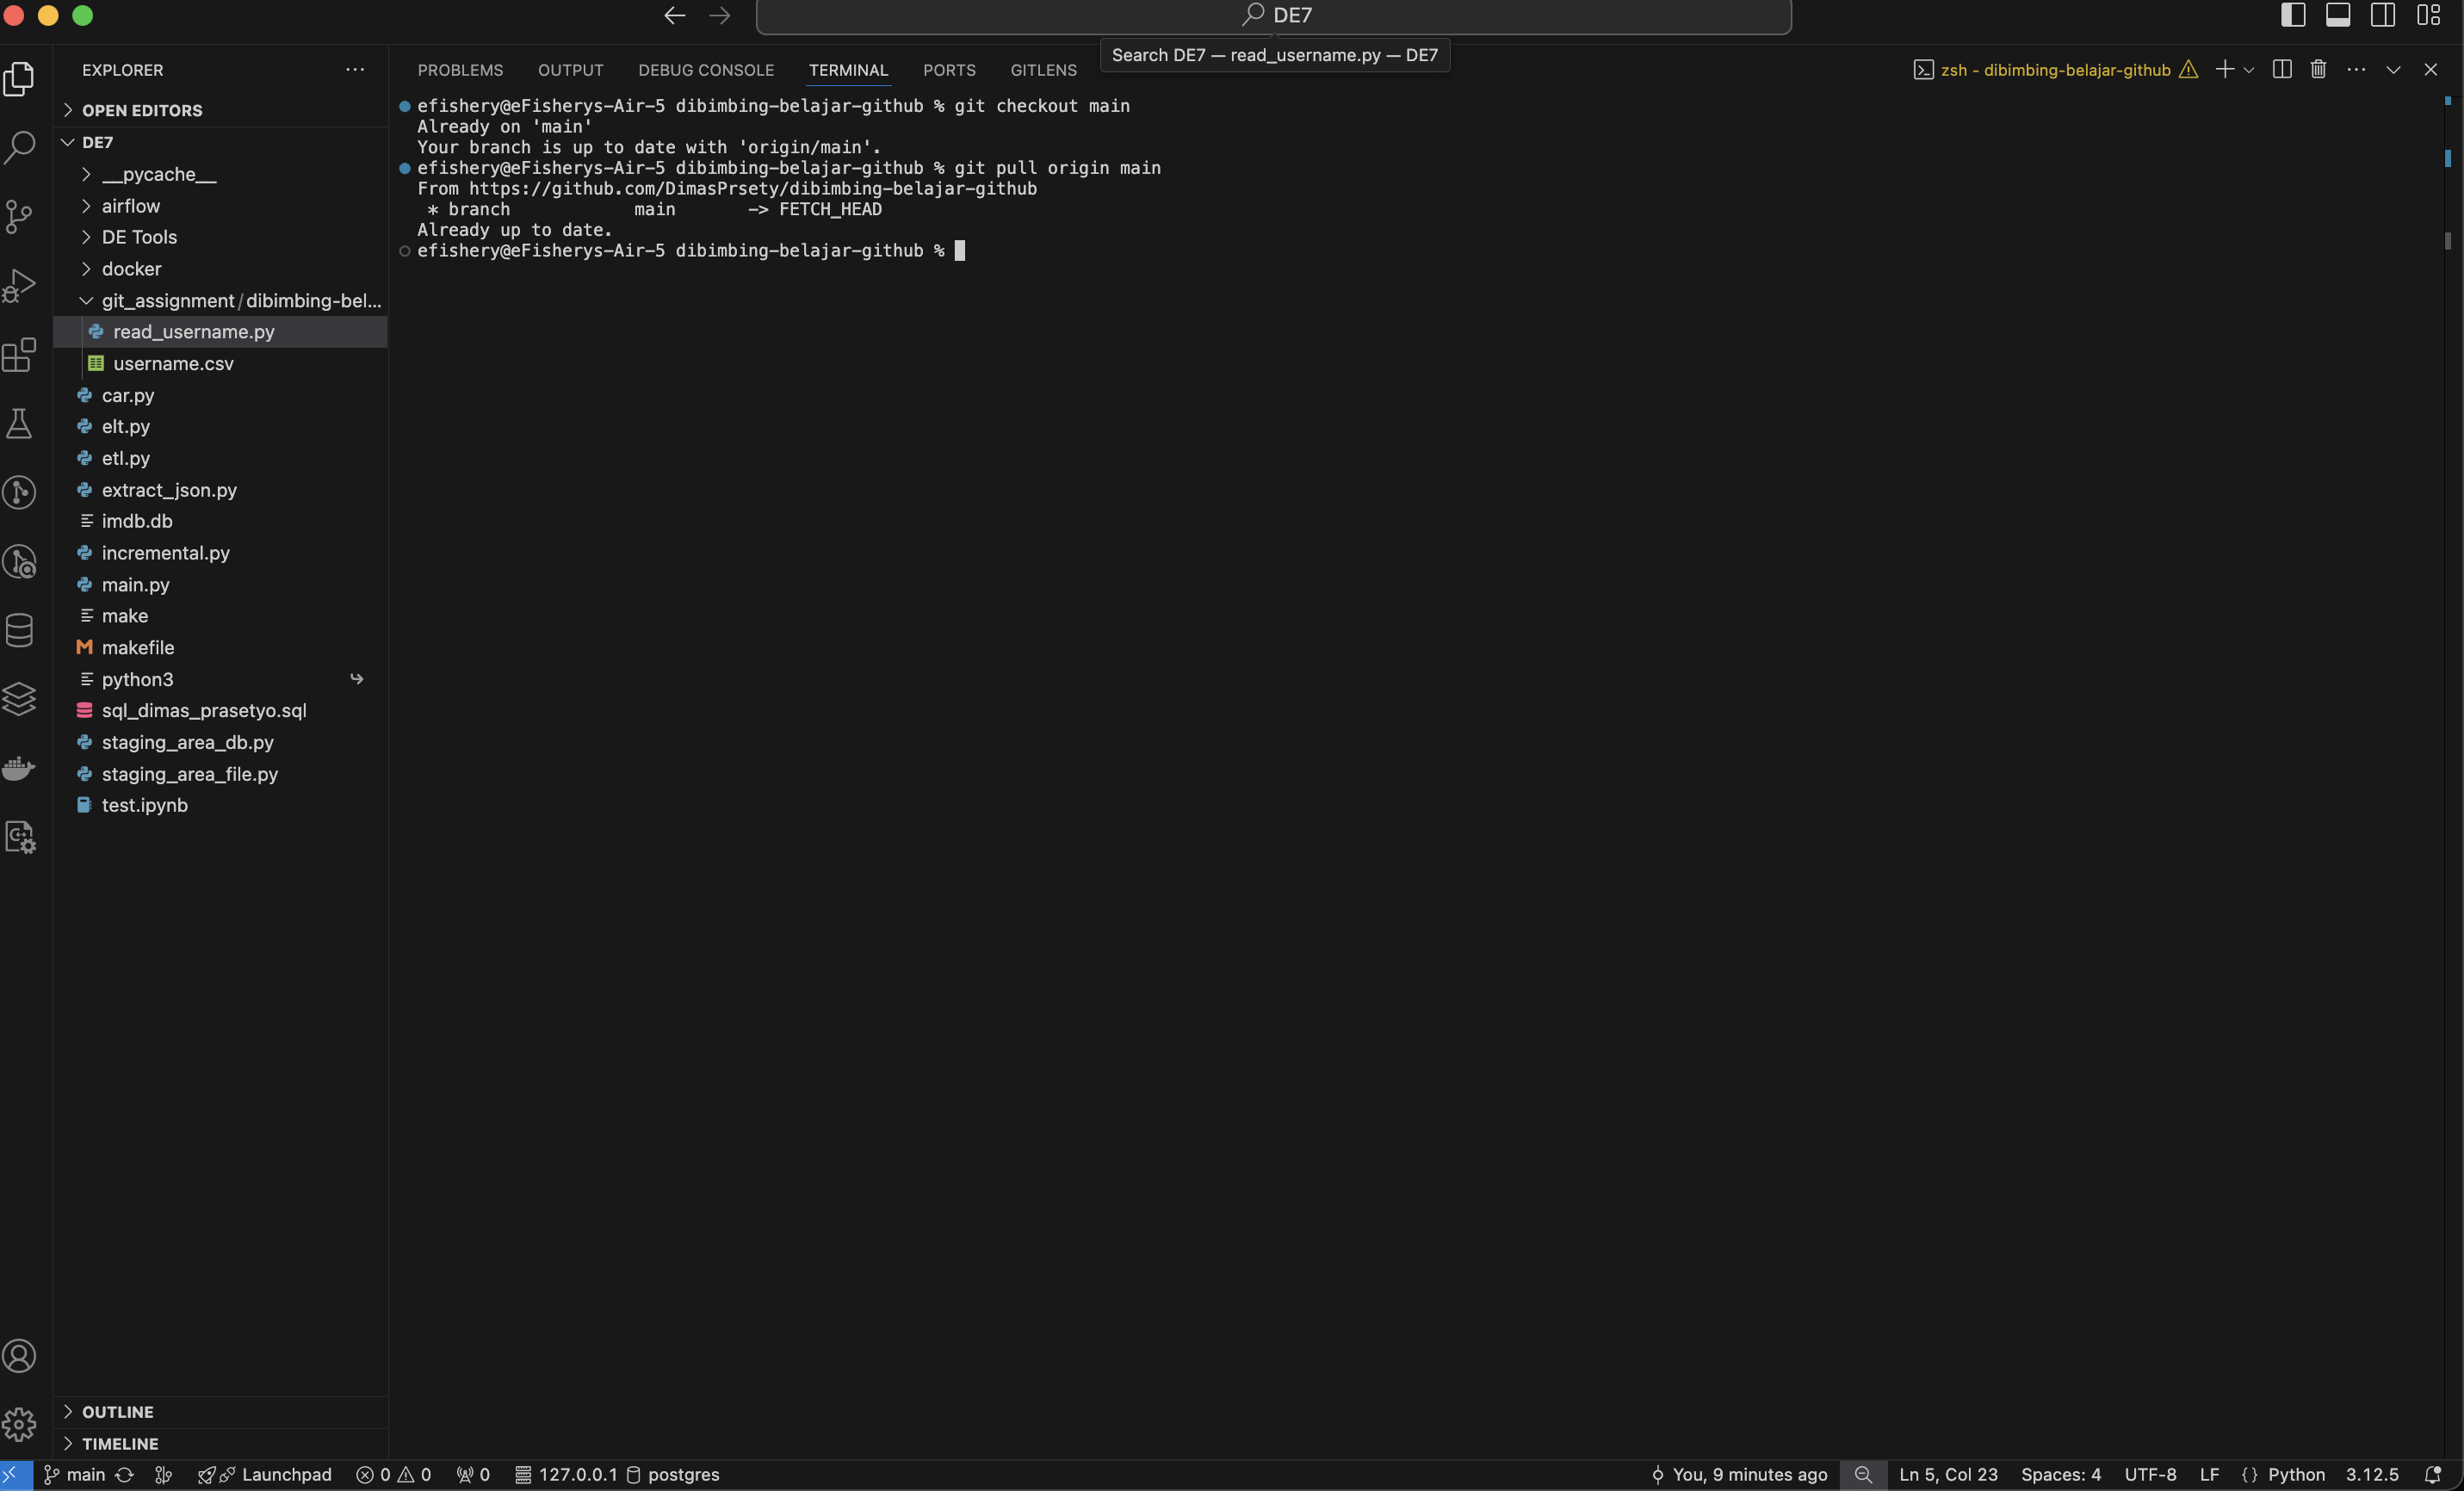 DE7
Search DE7 — read_username.py — DE7
EXPLORER
OPEN EDITORS
DE7
__pycache__
airflow
DE Tools
docker
git_assignment/dibimbing-bel...
read_username.py
username.csv
car.py
elt.py
etl.py
extract_json.py
imdb.db
incremental.py
main.py
make
makefile
python3
sql_dimas_prasetyo.sql
staging_area_db.py
staging_area_file.py
test.ipynb
OUTLINE
TIMELINE
PROBLEMS OUTPUT DEBUG CONSOLE TERMINAL PORTS GITLENS
zsh - dibimbing-belajar-github
efishery@eFisherys-Air-5 dibimbing-belajar-github % git checkout main
Already on 'main'
Your branch is up to date with 'origin/main'.
efishery@eFisherys-Air-5 dibimbing-belajar-github % git pull origin main
From https://github.com/DimasPrsety/dibimbing-belajar-github
* branch main -> FETCH_HEAD
Already up to date.
efishery@eFisherys-Air-5 dibimbing-belajar-github %
main Launchpad 0 0 0 127.0.0.1 postgres You, 9 minutes ago Ln 5, Col 23 Spaces: 4 UTF-8 LF {} Python 3.12.5